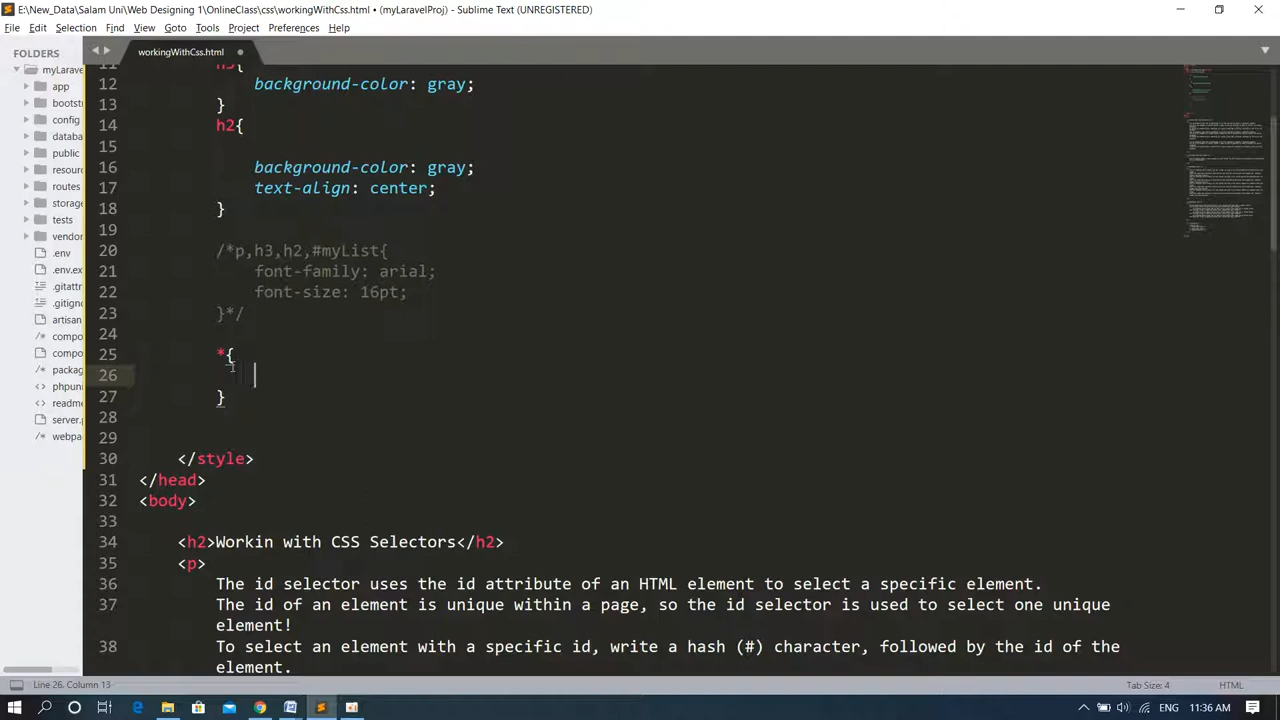 E:\New_Data\Salam Uni\Web Designing 1\OnlineClass\css\workingWithCss.html • (myLaravelProj) - Sublime Text (UNREGISTERED)
File Edit Selection Find View Goto Tools Project Preferences Help
FOLDERS
workingWithCss.html
myLarave
app
bootstr
config
databa
public
resourc
routes
storage
tests
vendor
.env
.env.ex
.gitattr
.gitigno
artisan
compo
compo
packag
phpuni
readme
server.p
webpa
11 h3{
12 background-color: gray;
13 }
14 h2{
15
16 background-color: gray;
17 text-align: center;
18 }
19
20 /*p,h3,h2,#myList{
21 font-family: arial;
22 font-size: 16pt;
23 }*/
24
25 *{
26
27 }
28
29
30 </style>
31 </head>
32 <body>
33
34 <h2>Workin with CSS Selectors</h2>
35 <p>
36 The id selector uses the id attribute of an HTML element to select a specific element.
37 The id of an element is unique within a page, so the id selector is used to select one unique
element!
38 To select an element with a specific id, write a hash (#) character, followed by the id of the
element.
Line 26, Column 13
Tab Size: 4
HTML
ENG
11:36 AM